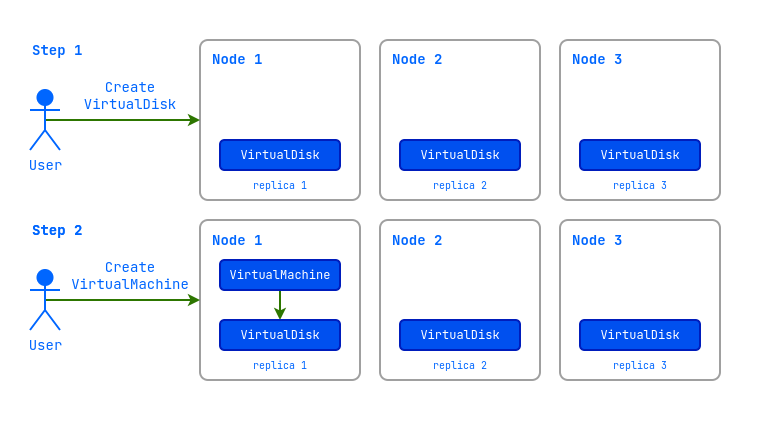 Step 1
Create
VirtualDisk
User
Node 1
VirtualDisk
replica 1
Node 2
VirtualDisk
replica 2
Node 3
VirtualDisk
replica 3
Step 2
Create
VirtualMachine
User
Node 1
VirtualMachine
VirtualDisk
replica 1
Node 2
VirtualDisk
replica 2
Node 3
VirtualDisk
replica 3